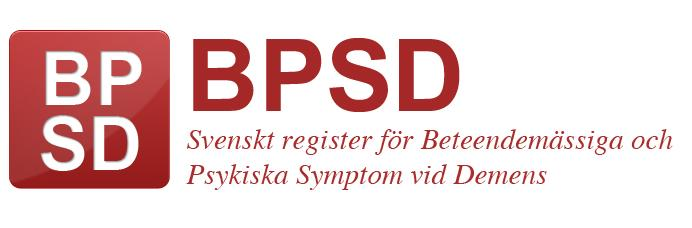 BP
SD
BPSD
Svenskt register för Beteendemässiga och
Psykiska Symptom vid Demens